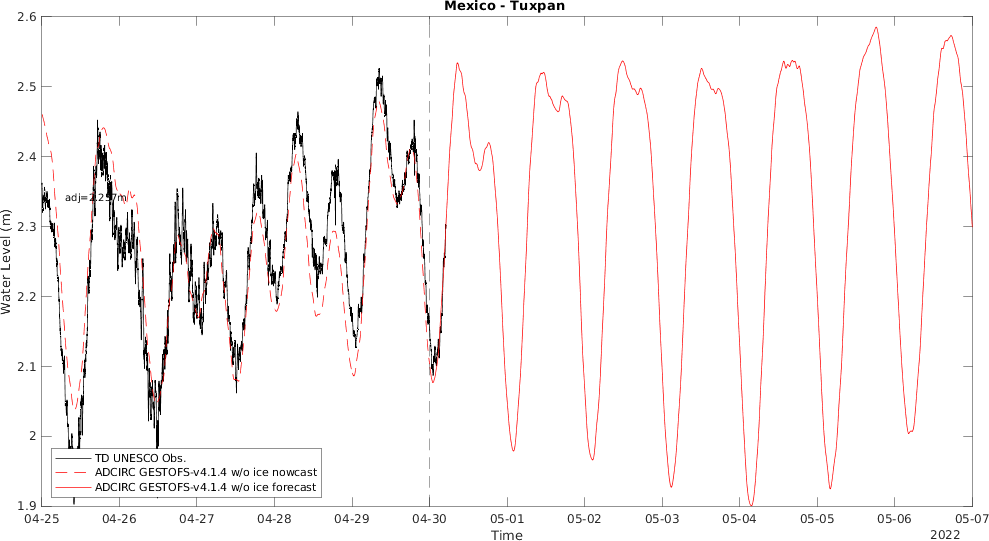 Mexico - Tuxpan
2.6
2.5
2.4
2.3
2.2
2.1
2
1.9
Water Level (m)
adj=2.257m
TD UNESCO Obs.
ADCIRC GESTOFS-v4.1.4 w/o ice nowcast
ADCIRC GESTOFS-v4.1.4 w/o ice forecast
04-25 04-26 04-27 04-28 04-29 04-30 05-01 05-02 05-03 05-04 05-05 05-06 05-07
Time
2022